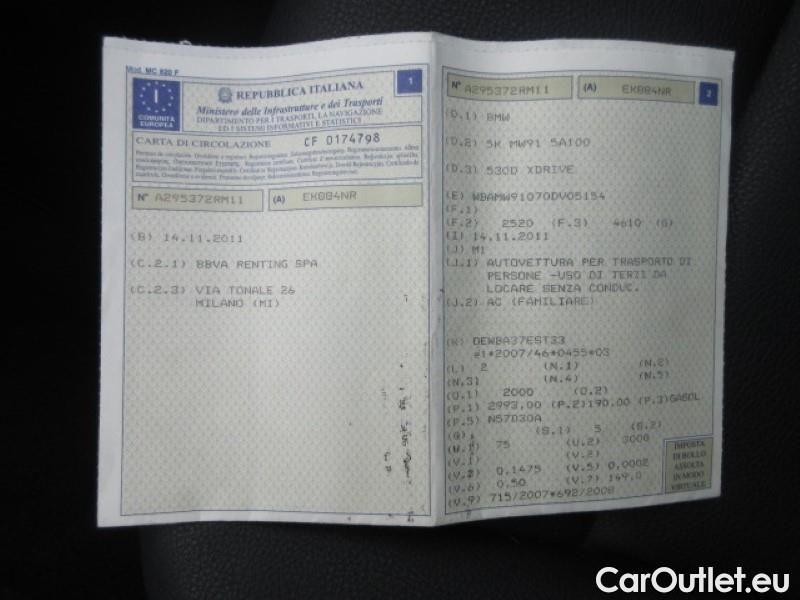 Mod. MC 820 F
I
COMUNITÀ
EUROPEA
REPUBBLICA ITALIANA
1
Ministero delle Infrastrutture e dei Trasporti
DIPARTIMENTO PER I TRASPORTI, LA NAVIGAZIONE
ED I SISTEMI INFORMATIVI E STATISTICI
CARTA DI CIRCOLAZIONE CF 0174798
N° A295372RM11 (A) EK084NR
(B) 14.11.2011
(C.2.1) BBVA RENTING SPA
(C.2.3) VIA TONALE 26
MILANO (MI)
N° A295372RM11 (A) EK084NR 2
(D.1) BMW
(D.2) 5K MW91 5A100
(D.3) 530D XDRIVE
(E) WBAMW91070DV05154
(F.1)
(F.2) 2520 (F.3) 4610 (G)
(I) 14.11.2011
(J) M1
(J.1) AUTOVETTURA PER TRASPORTO DI
PERSONE -USO DI TERZI DA
LOCARE SENZA CONDUC.
(J.2) AC (FAMILIARE)
(K) OEWBA37EST33
e1*2007/46*0455*03
(L) 2 (N.1) (N.2)
(N.3) (N.4) (N.5)
(O.1) 2000 (O.2)
(P.1) 2993,00 (P.2)190.00 (P.3)GASOL
(P.5) N57D30A
(Q) (S.1) 5 (S.2)
75 (U.2) 3000
(V.1) (V.2)
0,1475 (V.5) 0,0002
(V.6) 0.50 (V.7) 149,0
(V.9) 715/2007*692/2008
IMPOSTA
DI BOLLO
ASSOLTA
IN MODO
VIRTUALE
CarOutlet.eu